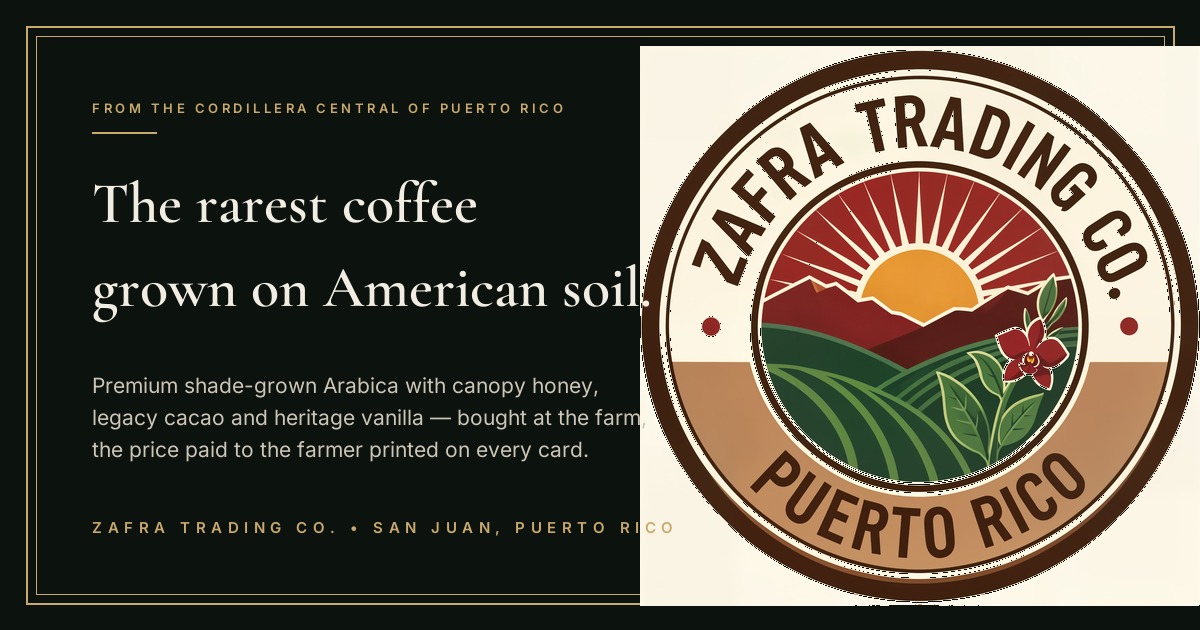 FROM THE CORDILLERA CENTRAL OF PUERTO RICO
The rarest coffee
grown on American soil.
Premium shade-grown Arabica with canopy honey,
legacy cacao and heritage vanilla — bought at the farm,
the price paid to the farmer printed on every card.
ZAFRA TRADING CO. • SAN JUAN, PUERTO RICO
ZAFRA TRADING CO.
PUERTO RICO